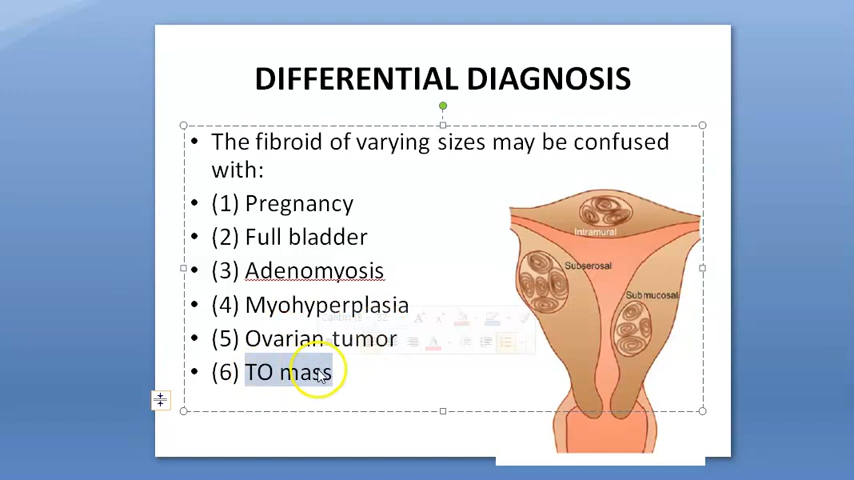 DIFFERENTIAL DIAGNOSIS
• The fibroid of varying sizes may be confused
with:
• (1) Pregnancy
• (2) Full bladder
• (3) Adenomyosis
• (4) Myohyperplasia
• (5) Ovarian tumor
• (6) TO mass
Intramural
Subserosal
Submucosal